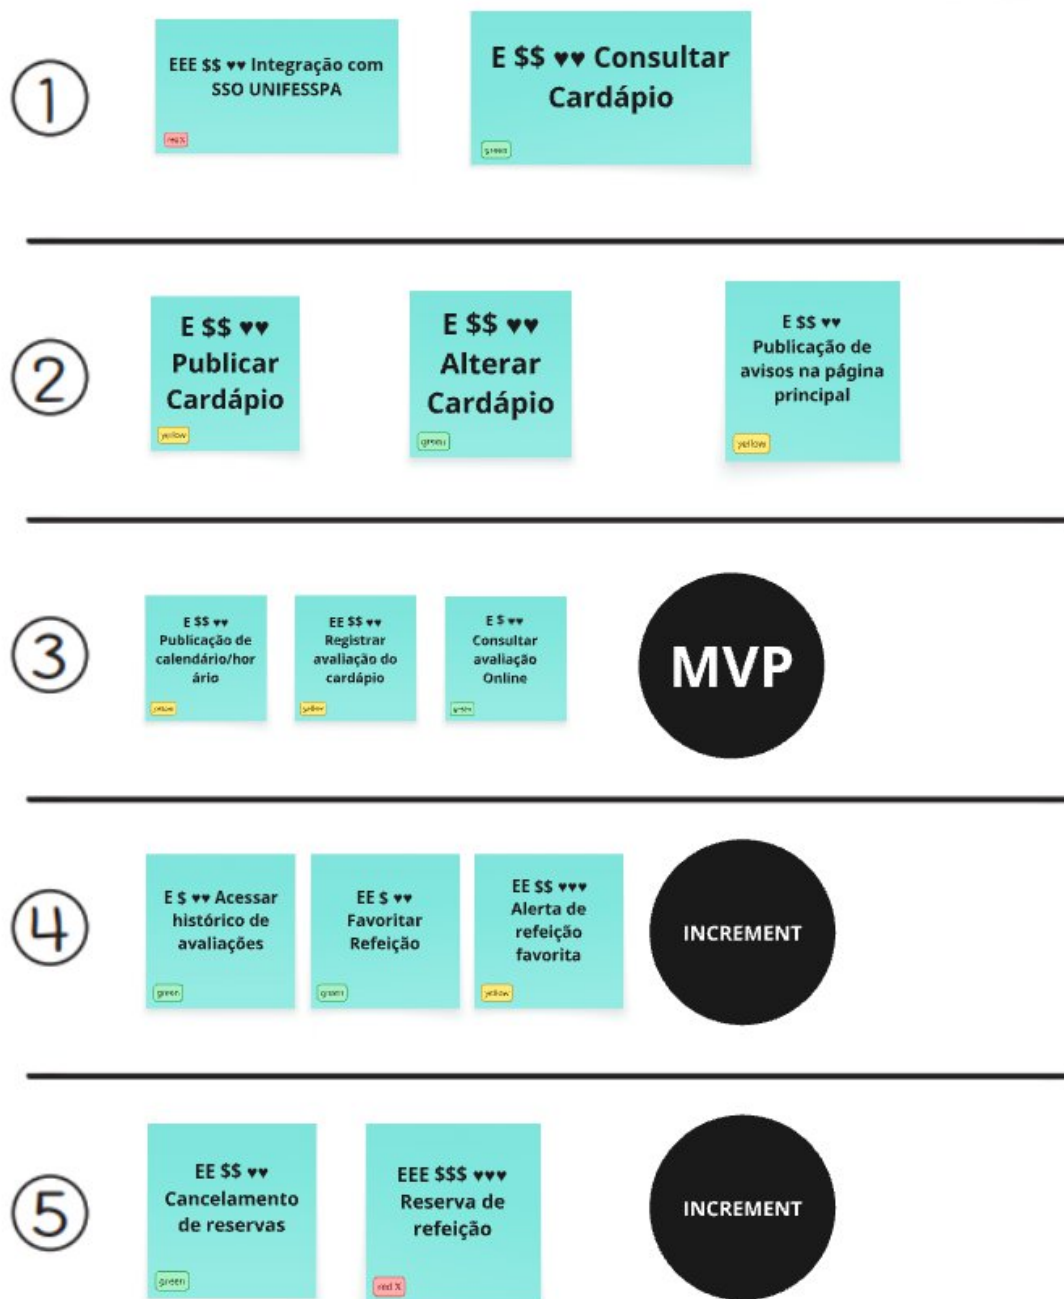 1
EEE $$ ♥♥ Integração com
SSO UNIFESSPA
red X
E $$ ♥♥ Consultar
Cardápio
green
2
E $$ ♥♥
Publicar
Cardápio
yellow
E $$ ♥♥
Alterar
Cardápio
green
E $$ ♥♥
Publicação de
avisos na página
principal
yellow
3
E $$ ♥♥
Publicação de
calendário/hor
ário
yellow
EE $$ ♥♥
Registrar
avaliação do
cardápio
yellow
E $ ♥♥
Consultar
avaliação
Online
green
MVP
4
E $ ♥♥ Acessar
histórico de
avaliações
green
EE $ ♥♥
Favoritar
Refeição
green
EE $$ ♥♥♥
Alerta de
refeição
favorita
yellow
INCREMENT
5
EE $$ ♥♥
Cancelamento
de reservas
green
EEE $$$ ♥♥♥
Reserva de
refeição
red X
INCREMENT